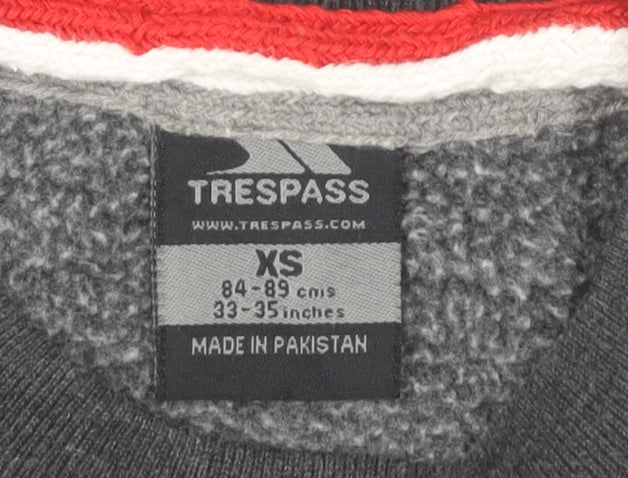 TRESPASS
WWW.TRESPASS.COM
XS
84-89 cms
33-35 inches
MADE IN PAKISTAN